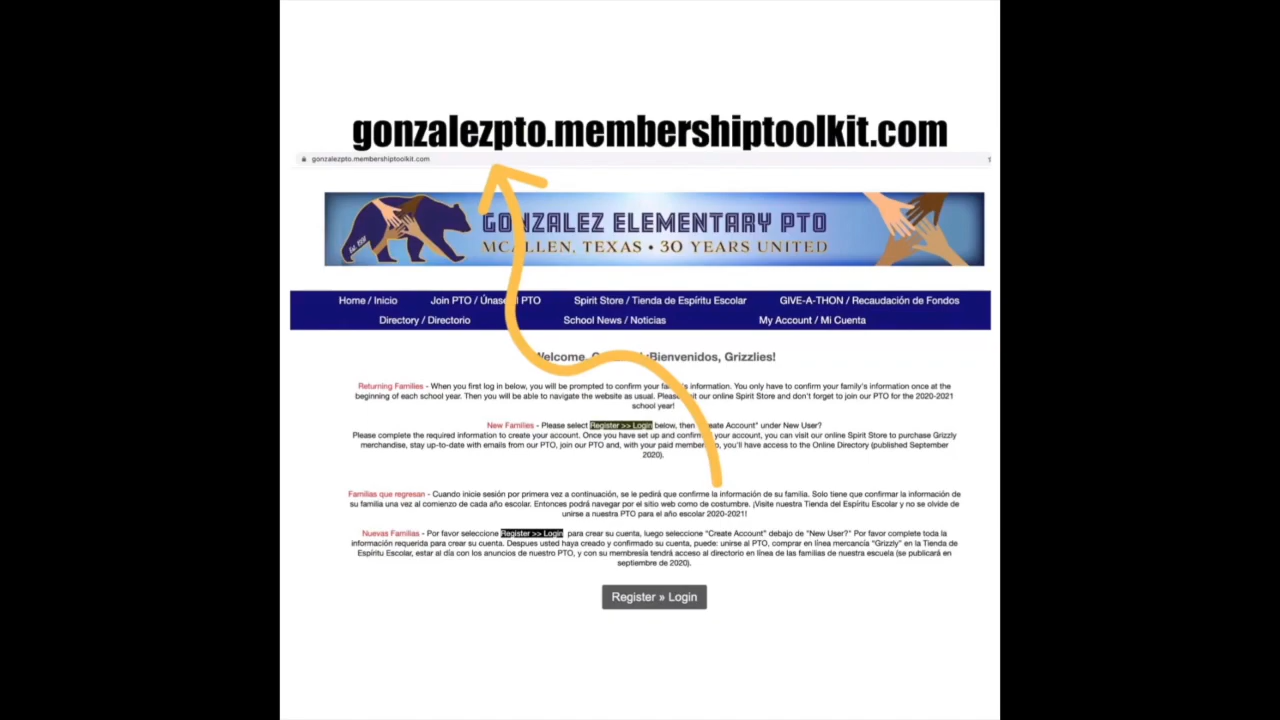 gonzalezpto.membershiptoolkit.com
gonzalezpto.membershiptoolkit.com
Est. 1990
GONZALEZ ELEMENTARY PTO
MCALLEN, TEXAS • 30 YEARS UNITED
Home / Inicio Join PTO / Únase PTO Spirit Store / Tienda de Espíritu Escolar GIVE-A-THON / Recaudación de Fondos
Directory / Directorio School News / Noticias My Account / Mi Cuenta
Welcome, ¡Bienvenidos, Grizzlies!
Returning Families - When you first log in below, you will be prompted to confirm your family's information. You only have to confirm your family's information once at the
beginning of each school year. Then you will be able to navigate the website as usual. Please visit our online Spirit Store and don't forget to join our PTO for the 2020-2021
school year!
New Families - Please select Register >> Login below, then "Create Account" under New User?
Please complete the required information to create your account. Once you have set up and confirmed your account, you can visit our online Spirit Store to purchase Grizzly
merchandise, stay up-to-date with emails from our PTO, join our PTO and, with your paid membership, you'll have access to the Online Directory (published September
2020).
Familias que regresan - Cuando inicie sesión por primera vez a continuación, se le pedirá que confirme la información de su familia. Solo tiene que confirmar la información de
su familia una vez al comienzo de cada año escolar. Entonces podrá navegar por el sitio web como de costumbre. ¡Visite nuestra Tienda del Espíritu Escolar y no se olvide de
unirse a nuestra PTO para el año escolar 2020-2021!
Nuevas Familias - Por favor seleccione Register >> Login para crear su cuenta, luego seleccione "Create Account" debajo de "New User?" Por favor complete toda la
información requerida para crear su cuenta. Despues usted haya creado y confirmado su cuenta, puede: unirse al PTO, comprar en línea mercancía "Grizzly" en la Tienda de
Espíritu Escolar, estar al día con los anuncios de nuestro PTO, y con su membresía tendrá acceso al directorio en línea de las familias de nuestra escuela (se publicará en
septiembre de 2020).
Register » Login